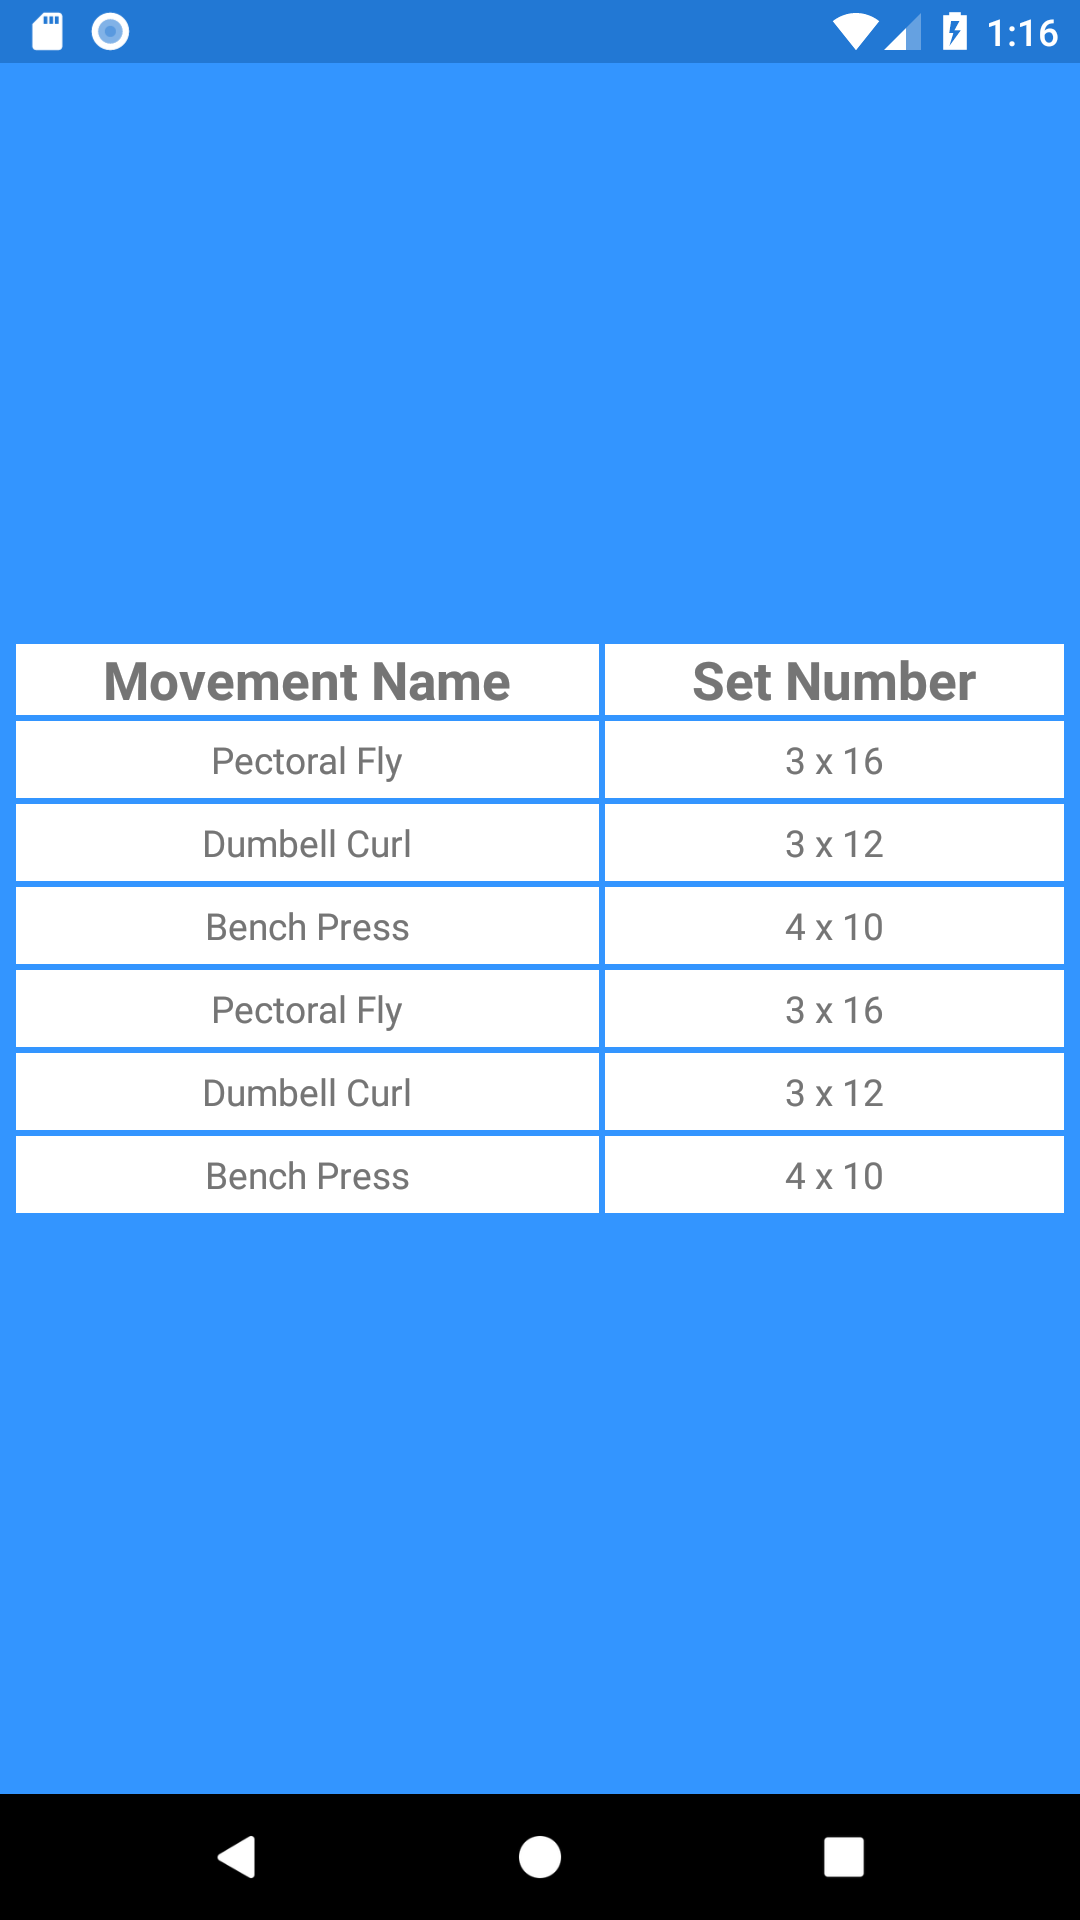 1:16
Movement Name Set Number
Pectoral Fly 3 x 16
Dumbell Curl 3 x 12
Bench Press 4 x 10
Pectoral Fly 3 x 16
Dumbell Curl 3 x 12
Bench Press 4 x 10